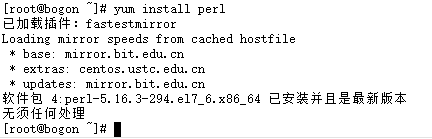 [root@bogon ~]# yum install perl
已加载插件：fastestmirror
Loading mirror speeds from cached hostfile
 * base: mirror.bit.edu.cn
 * extras: centos.ustc.edu.cn
 * updates: mirror.bit.edu.cn
软件包 4:perl-5.16.3-294.el7_6.x86_64 已安装并且是最新版本
无须任何处理
[root@bogon ~]#